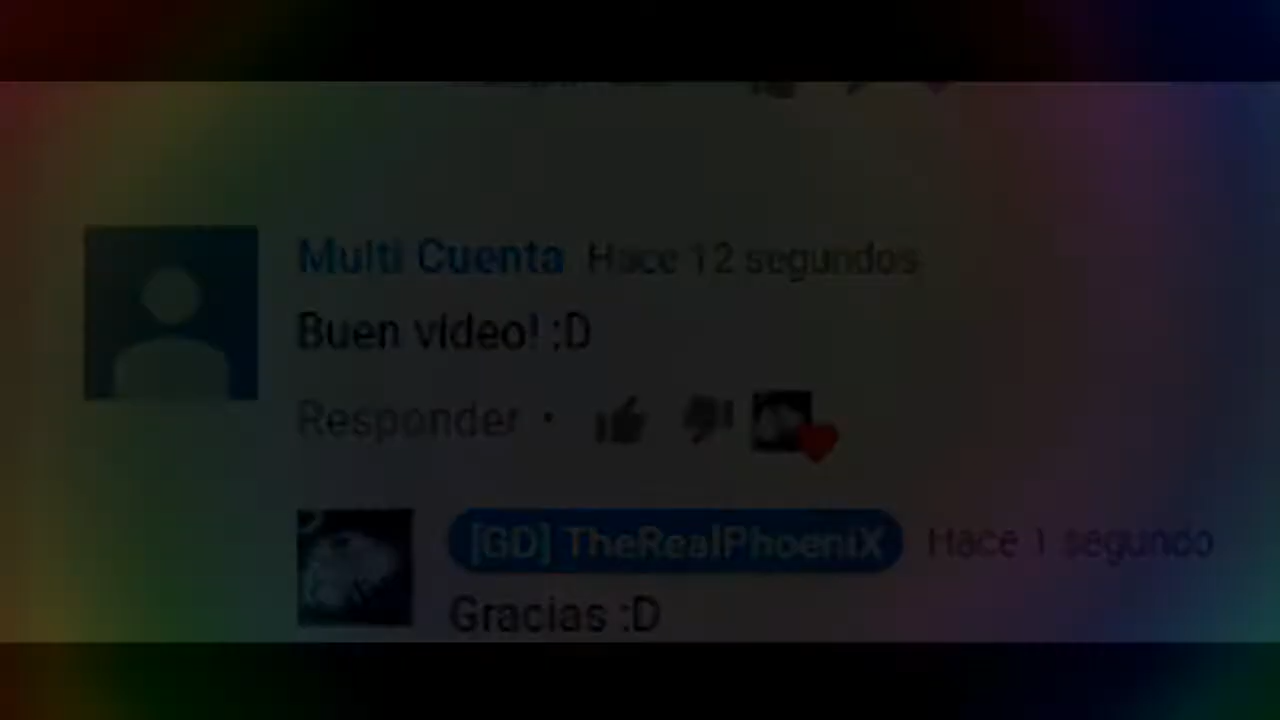 Multi Cuenta Hace 12 segundos
Buen video! :D
Responder ·
[GD] TheRealPhoeniX Hace 1 segundo
Gracias :D